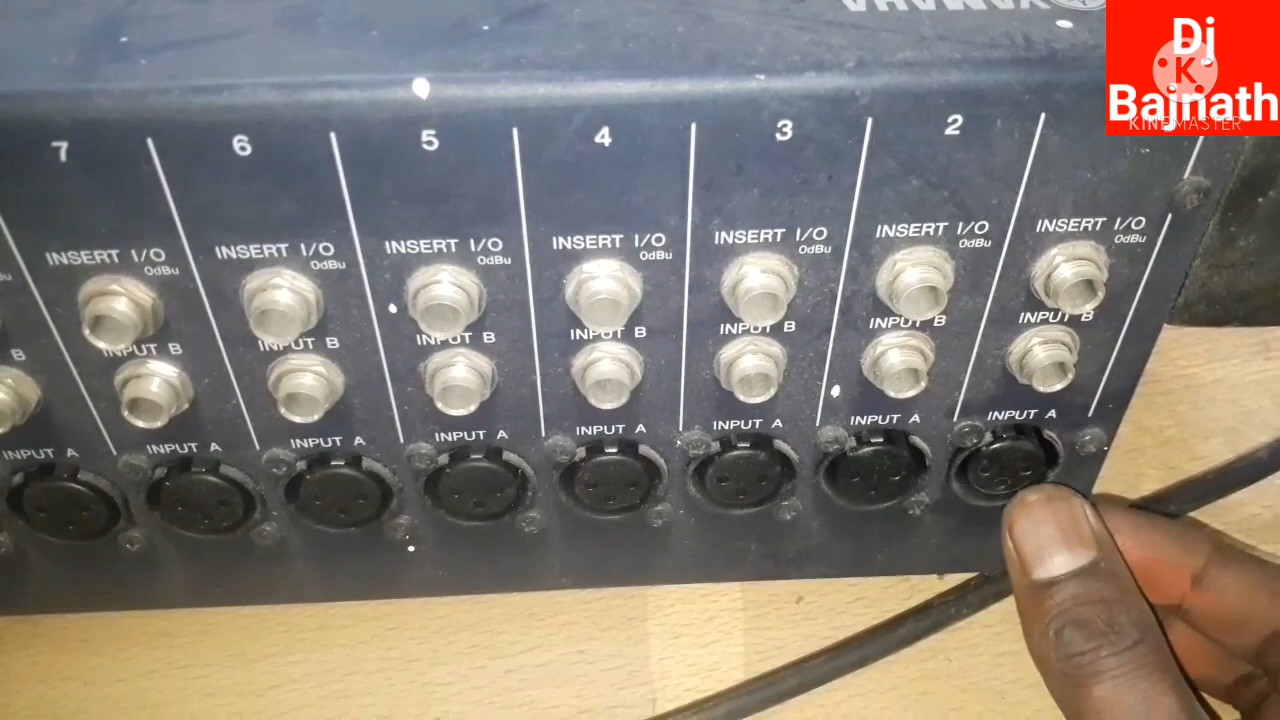 YAMAHA
Dj
K
Bajnath
KINEMASTER
7
6
5
4
3
2
INSERT I/O
0dBu
INSERT I/O
0dBu
INSERT I/O
0dBu
INSERT I/O
0dBu
INSERT I/O
0dBu
INSERT I/O
0dBu
INSERT I/O
0dBu
B
INPUT B
INPUT B
INPUT B
INPUT B
INPUT B
INPUT B
INPUT B
INPUT A
INPUT A
INPUT A
INPUT A
INPUT A
INPUT A
INPUT A
INPUT A